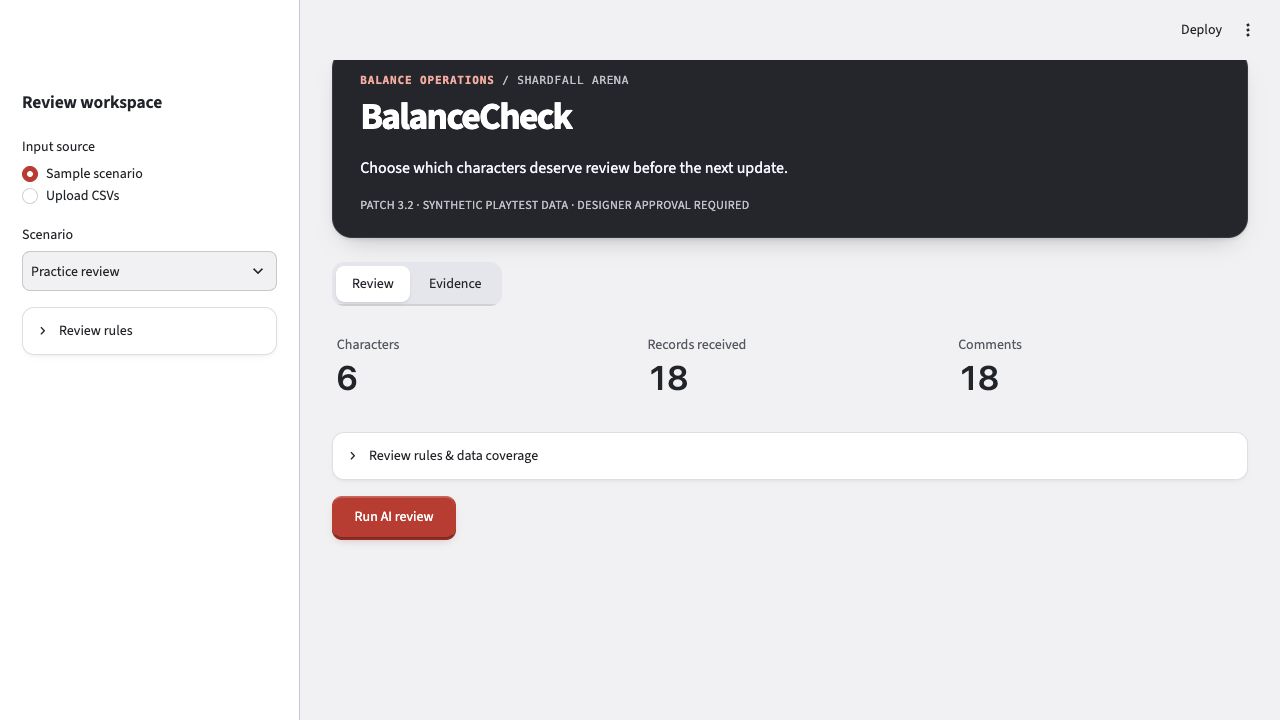 Deploy
Review workspace
Input source
Sample scenario
Upload CSVs
Scenario
Practice review
Review rules
BALANCE OPERATIONS / SHARDFALL ARENA
BalanceCheck
Choose which characters deserve review before the next update.
PATCH 3.2 · SYNTHETIC PLAYTEST DATA · DESIGNER APPROVAL REQUIRED
Review Evidence
Characters Records received Comments
6 18 18
Review rules & data coverage
Run AI review